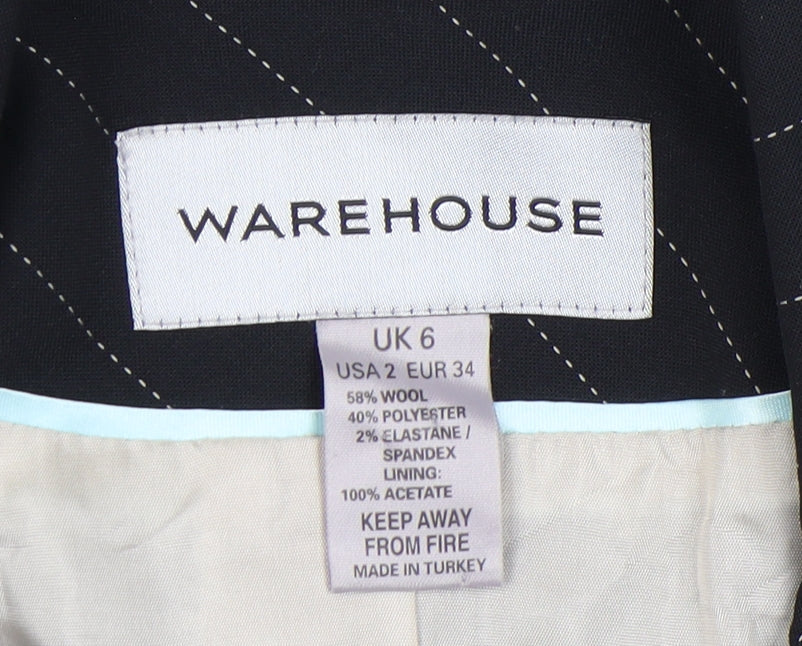 WAREHOUSE
UK 6
USA 2 EUR 34
58% WOOL
40% POLYESTER
2% ELASTANE /
SPANDEX
LINING:
100% ACETATE
KEEP AWAY
FROM FIRE
MADE IN TURKEY